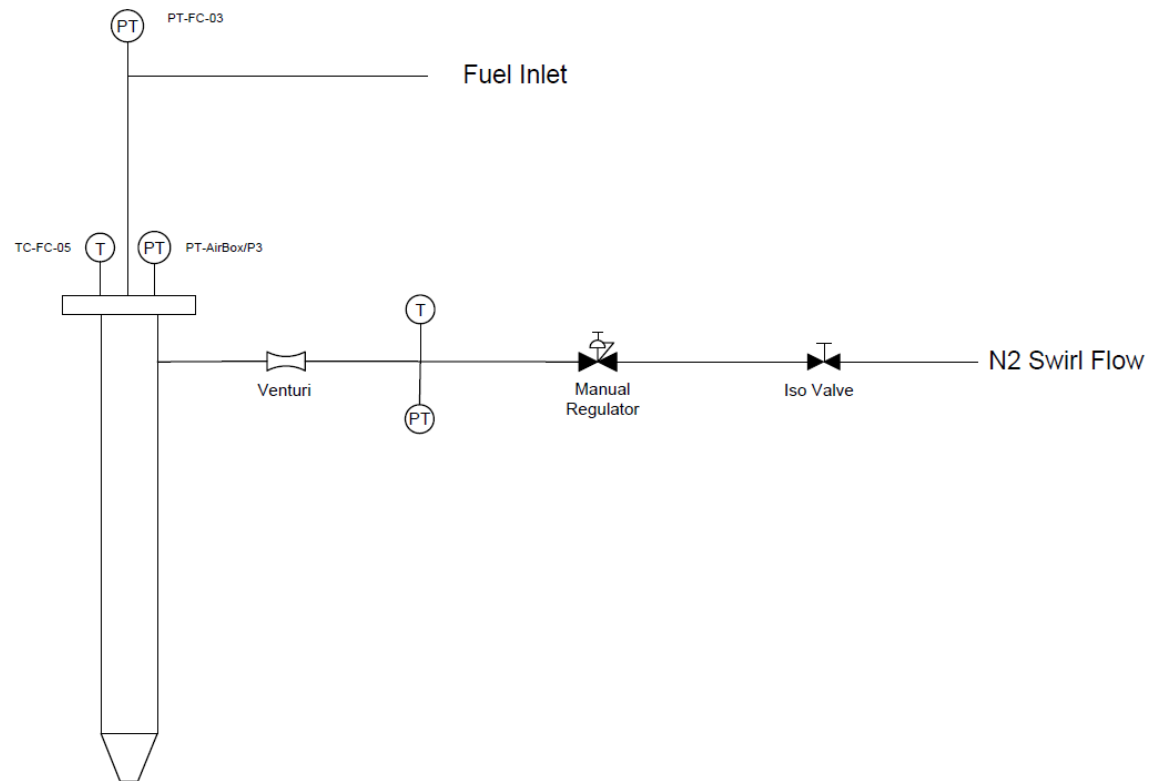 PT
PT-FC-03
Fuel Inlet
TC-FC-05
T
PT
PT-AirBox/P3
T
Venturi
PT
Manual
Regulator
Iso Valve
N2 Swirl Flow